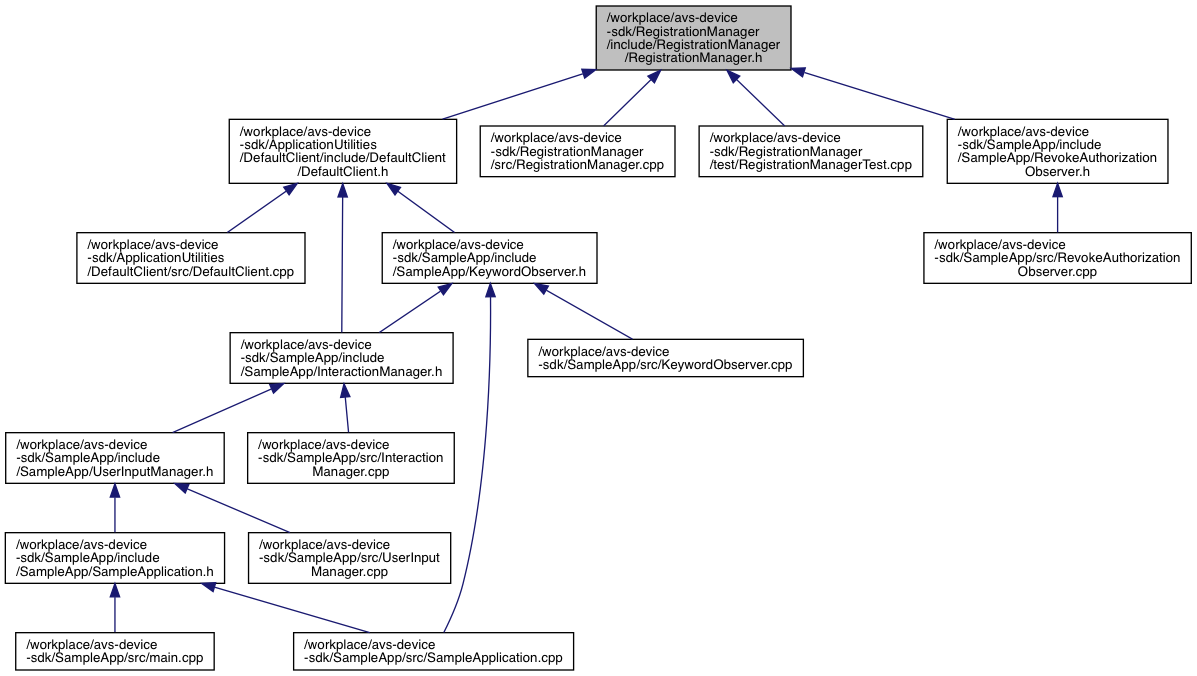 /workplace/avs-device
-sdk/RegistrationManager
/include/RegistrationManager
/RegistrationManager.h
/workplace/avs-device
-sdk/ApplicationUtilities
/DefaultClient/include/DefaultClient
/DefaultClient.h
/workplace/avs-device
-sdk/RegistrationManager
/src/RegistrationManager.cpp
/workplace/avs-device
-sdk/RegistrationManager
/test/RegistrationManagerTest.cpp
/workplace/avs-device
-sdk/SampleApp/include
/SampleApp/RevokeAuthorization
Observer.h
/workplace/avs-device
-sdk/ApplicationUtilities
/DefaultClient/src/DefaultClient.cpp
/workplace/avs-device
-sdk/SampleApp/include
/SampleApp/KeywordObserver.h
/workplace/avs-device
-sdk/SampleApp/src/RevokeAuthorization
Observer.cpp
/workplace/avs-device
-sdk/SampleApp/include
/SampleApp/InteractionManager.h
/workplace/avs-device
-sdk/SampleApp/src/KeywordObserver.cpp
/workplace/avs-device
-sdk/SampleApp/include
/SampleApp/UserInputManager.h
/workplace/avs-device
-sdk/SampleApp/src/Interaction
Manager.cpp
/workplace/avs-device
-sdk/SampleApp/include
/SampleApp/SampleApplication.h
/workplace/avs-device
-sdk/SampleApp/src/UserInput
Manager.cpp
/workplace/avs-device
-sdk/SampleApp/src/main.cpp
/workplace/avs-device
-sdk/SampleApp/src/SampleApplication.cpp